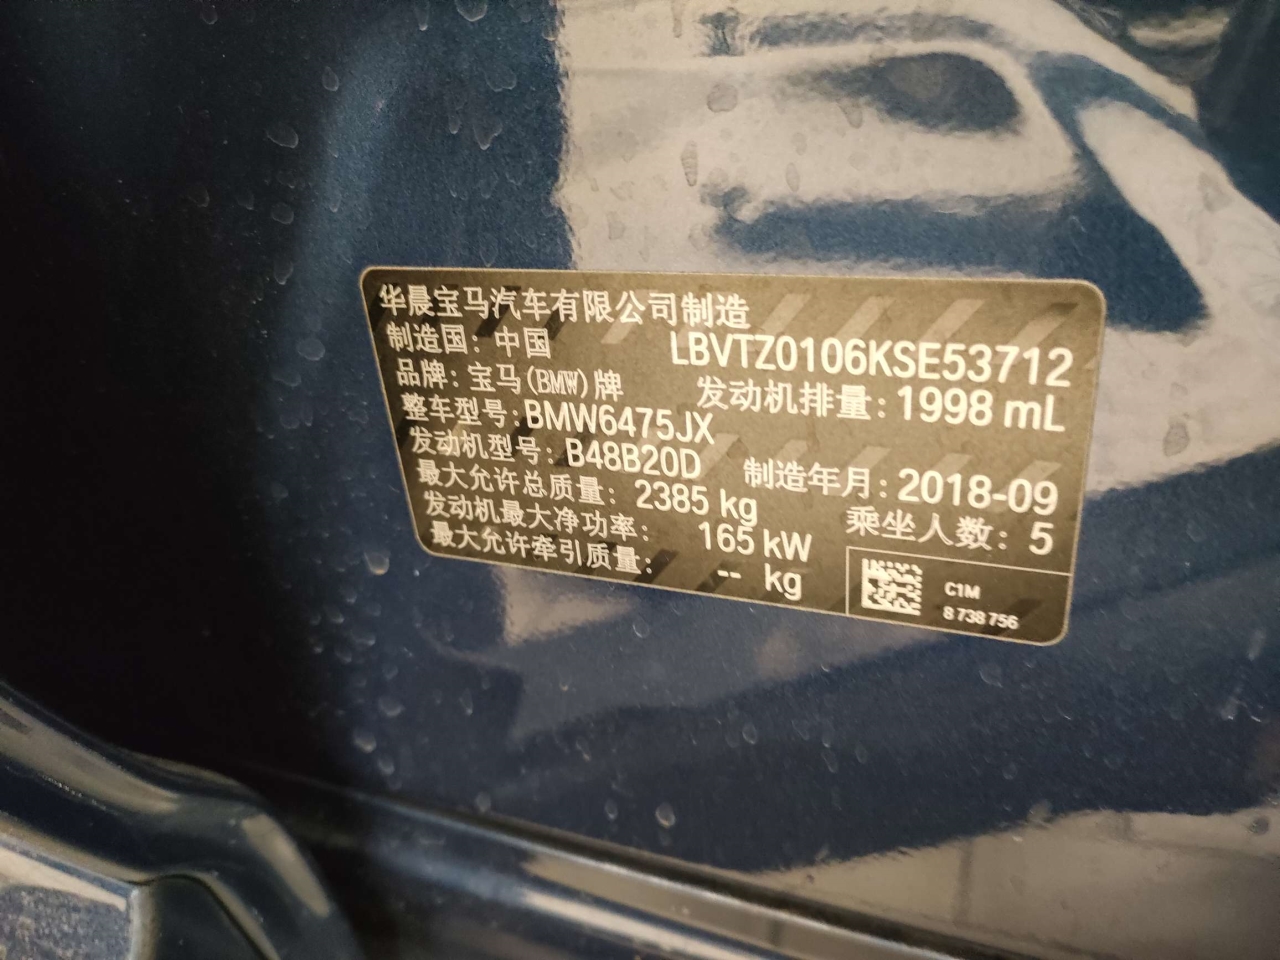 华晨宝马汽车有限公司制造
制造国：中国
LBVTZ0106KSE53712
品牌：宝马(BMW)牌
发动机排量：1998 mL
整车型号：BMW6475JX
发动机型号：B48B20D
制造年月：2018-09
最大允许总质量：2385 kg
乘坐人数：5
发动机最大净功率：165 kW
最大允许牵引质量：-- kg
C1M
8 738 756